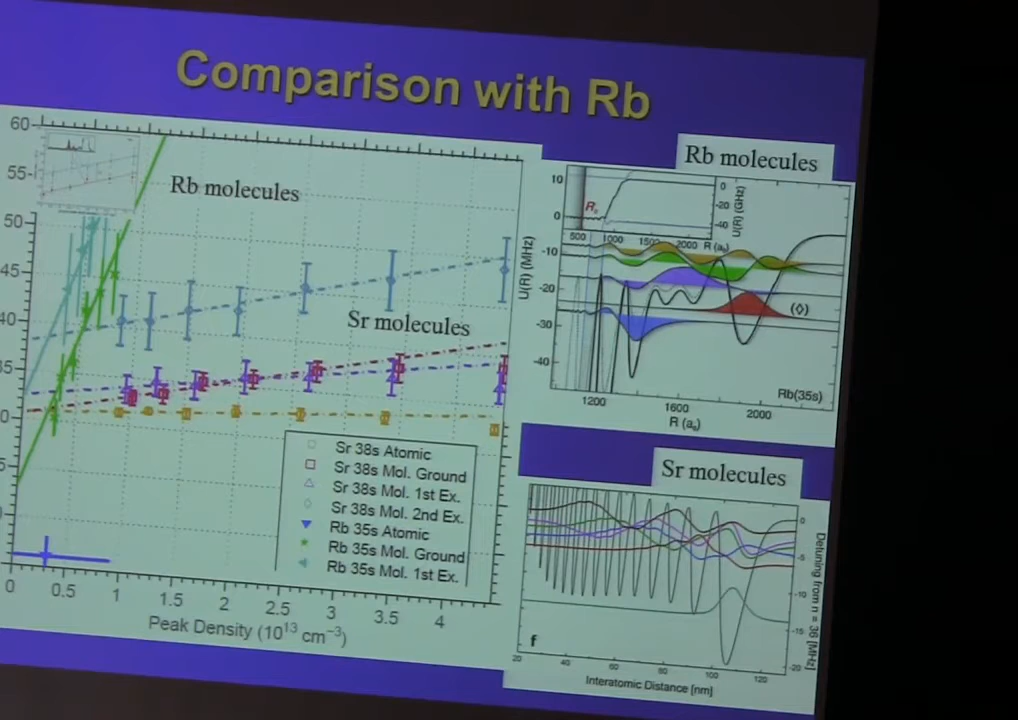 Comparison with Rb
60
55
50
45
40
Rb molecules
Sr molecules
Sr 38s Atomic
Sr 38s Mol. Ground
Sr 38s Mol. 1st Ex.
Sr 38s Mol. 2nd Ex.
Rb 35s Atomic
Rb 35s Mol. Ground
Rb 35s Mol. 1st Ex.
0 0.5 1 1.5 2 2.5 3 3.5 4
Peak Density (10¹³ cm⁻³)
Rb molecules
10
0
-10
-20
-30
-40
U(R) (MHz)
0
-20
-40
U(R) (GHz)
500 1000 1500 2000 R (a₀)
(◊)
Rb(35s)
1200 1600 2000
R (a₀)
Sr molecules
0
-5
-10
-15
-20
Detuning from n = 36 [MHz]
f
20 40 60 80 100 120
Interatomic Distance [nm]